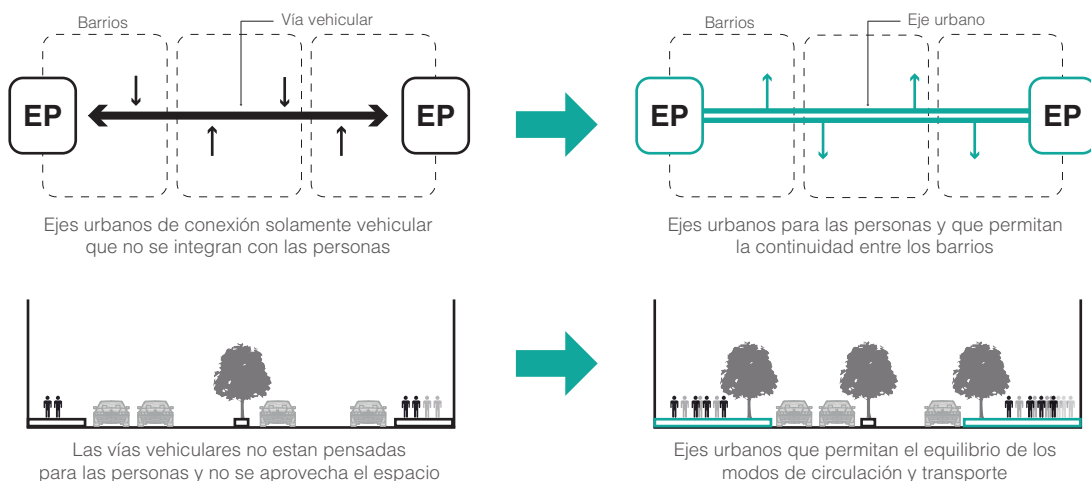 Barrios
Vía vehicular
EP
EP
Ejes urbanos de conexión solamente vehicular
que no se integran con las personas
Barrios
Eje urbano
EP
EP
Ejes urbanos para las personas y que permitan
la continuidad entre los barrios
Las vías vehiculares no estan pensadas
para las personas y no se aprovecha el espacio
Ejes urbanos que permitan el equilibrio de los
modos de circulación y transporte